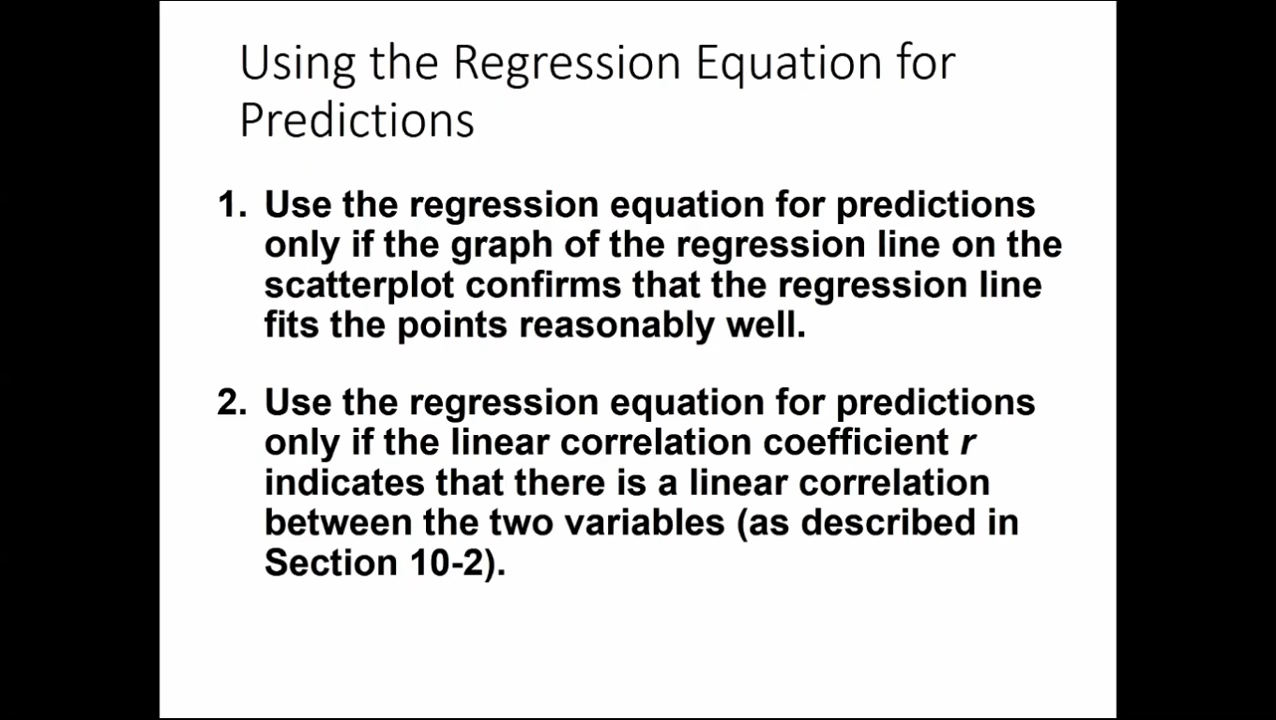 Using the Regression Equation for
Predictions
1. Use the regression equation for predictions
only if the graph of the regression line on the
scatterplot confirms that the regression line
fits the points reasonably well.
2. Use the regression equation for predictions
only if the linear correlation coefficient r
indicates that there is a linear correlation
between the two variables (as described in
Section 10-2).